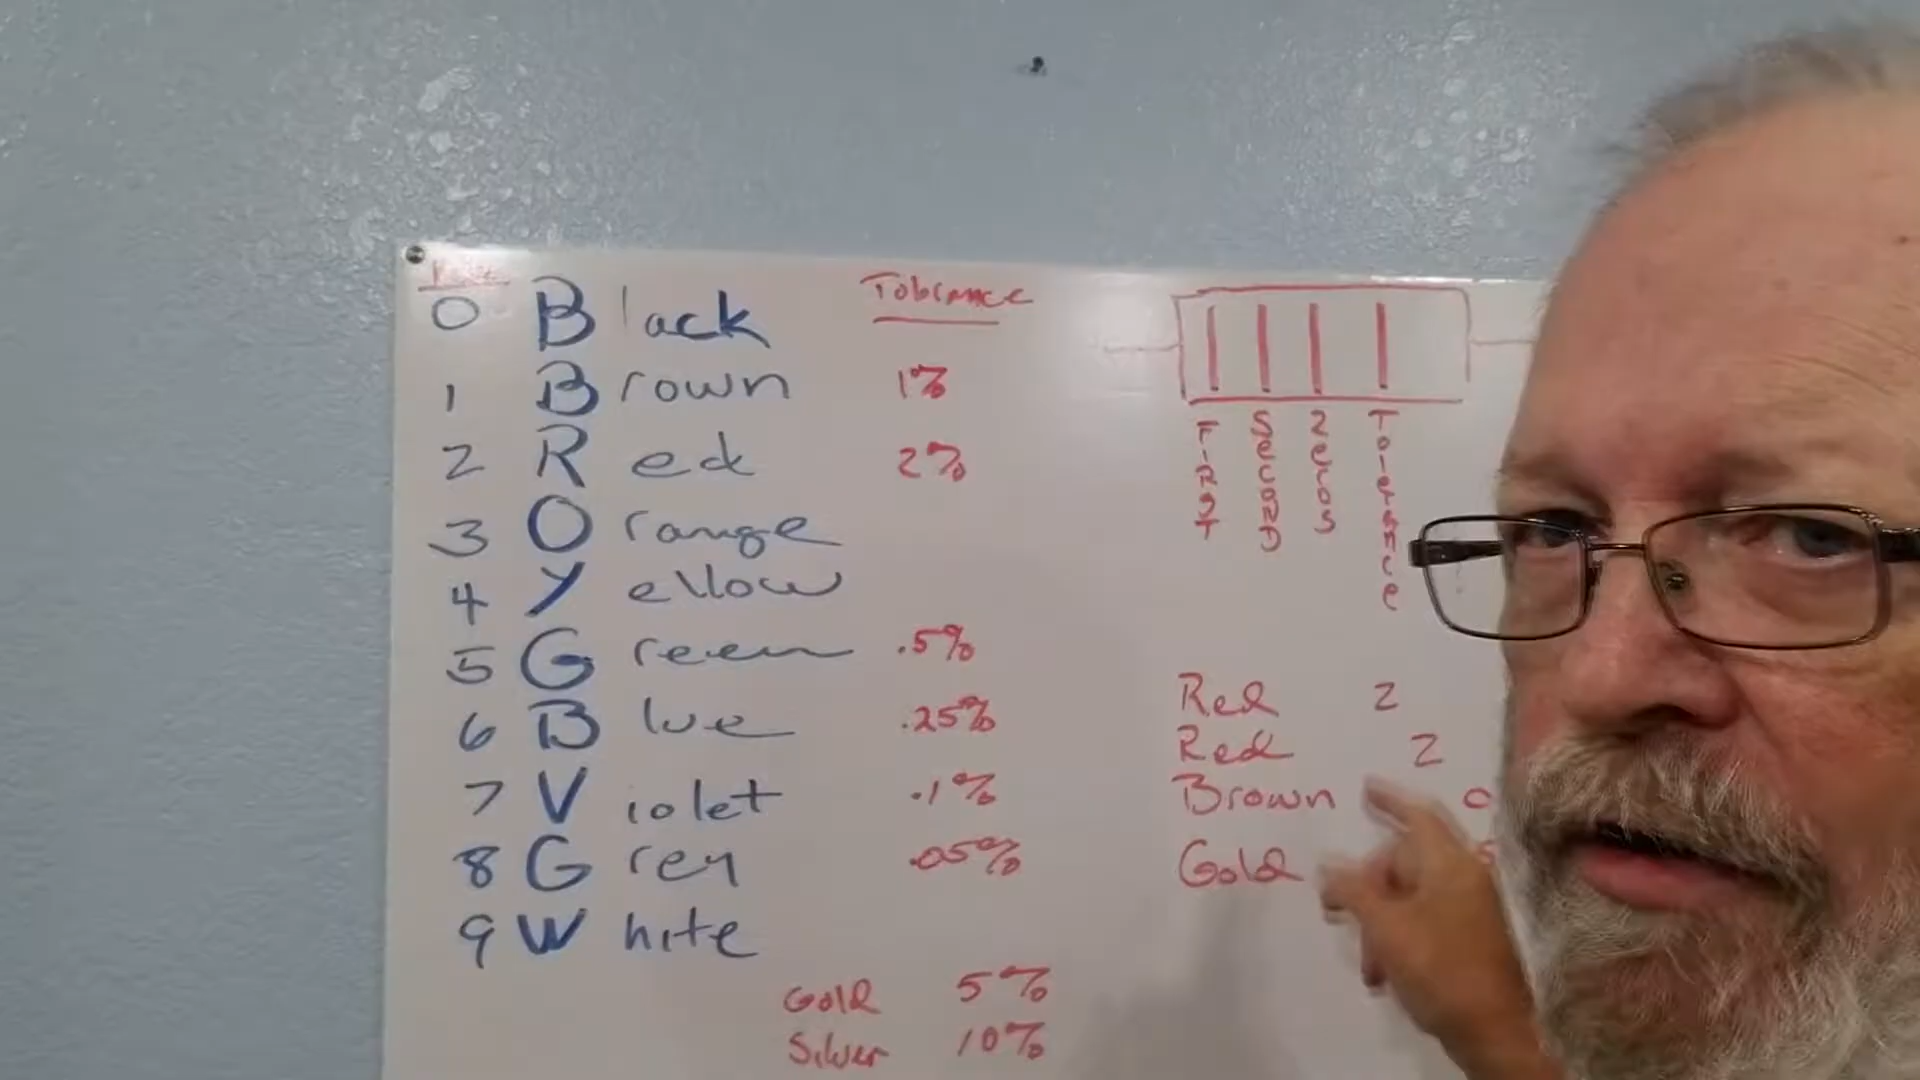 0 Black
Tolerance
1 Brown 1%
2 Red 2%
3 Orange
4 Yellow
5 Green .5%
6 Blue .25%
7 Violet .1%
8 Grey .05%
9 White
Gold 5%
Silver 10%
First
Second
Zeros
Tolerance
Red 2
Red 2
Brown 0
Gold 5